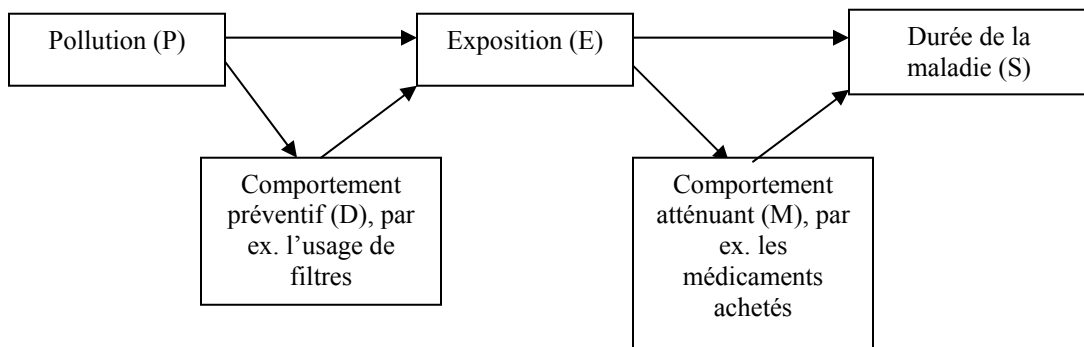 Pollution (P)
Exposition (E)
Durée de la
maladie (S)
Comportement
préventif (D), par
ex. l’usage de
filtres
Comportement
atténuant (M), par
ex. les
médicaments
achetés